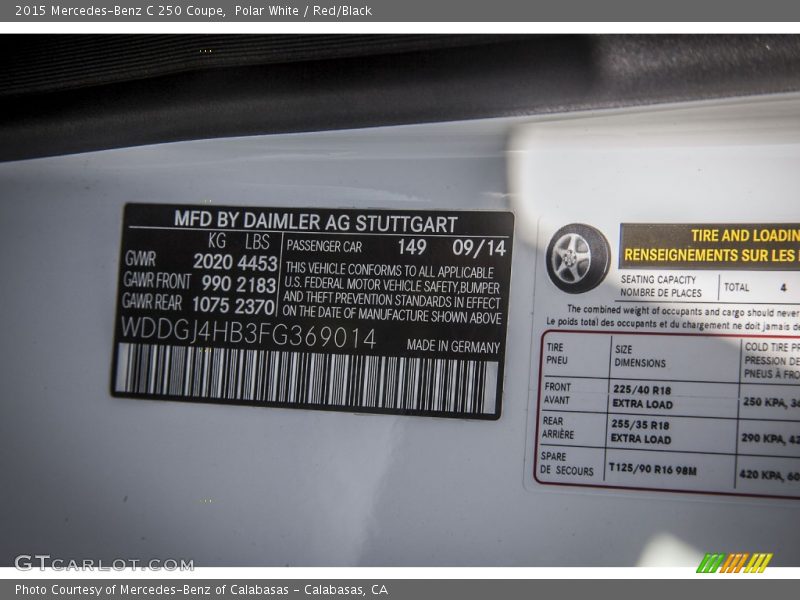 2015 Mercedes-Benz C 250 Coupe,  Polar White / Red/Black
MFD BY DAIMLER AG STUTTGART
KG LBS
GVWR 2020 4453
GAWR FRONT 990 2183
GAWR REAR 1075 2370
PASSENGER CAR 149 09/14
THIS VEHICLE CONFORMS TO ALL APPLICABLE
U.S. FEDERAL MOTOR VEHICLE SAFETY,BUMPER
AND THEFT PREVENTION STANDARDS IN EFFECT
ON THE DATE OF MANUFACTURE SHOWN ABOVE
WDDGJ4HB3FG369014
MADE IN GERMANY
TIRE AND LOADIN
RENSEIGNEMENTS SUR LES
SEATING CAPACITY
NOMBRE DE PLACES
TOTAL 4
The combined weight of occupants and cargo should never
Le poids total des occupants et du chargement ne doit jamais
TIRE
PNEU
SIZE
DIMENSIONS
COLD TIRE
PRESSION
PNEUS À
FRONT
AVANT
225/40 R18
EXTRA LOAD
250 KPA,
REAR
ARRIÈRE
255/35 R18
EXTRA LOAD
290 KPA,
SPARE
DE SECOURS
T125/90 R16 98M
420 KPA,
GTCARLOT.COM
Photo Courtesy of Mercedes-Benz of Calabasas - Calabasas, CA